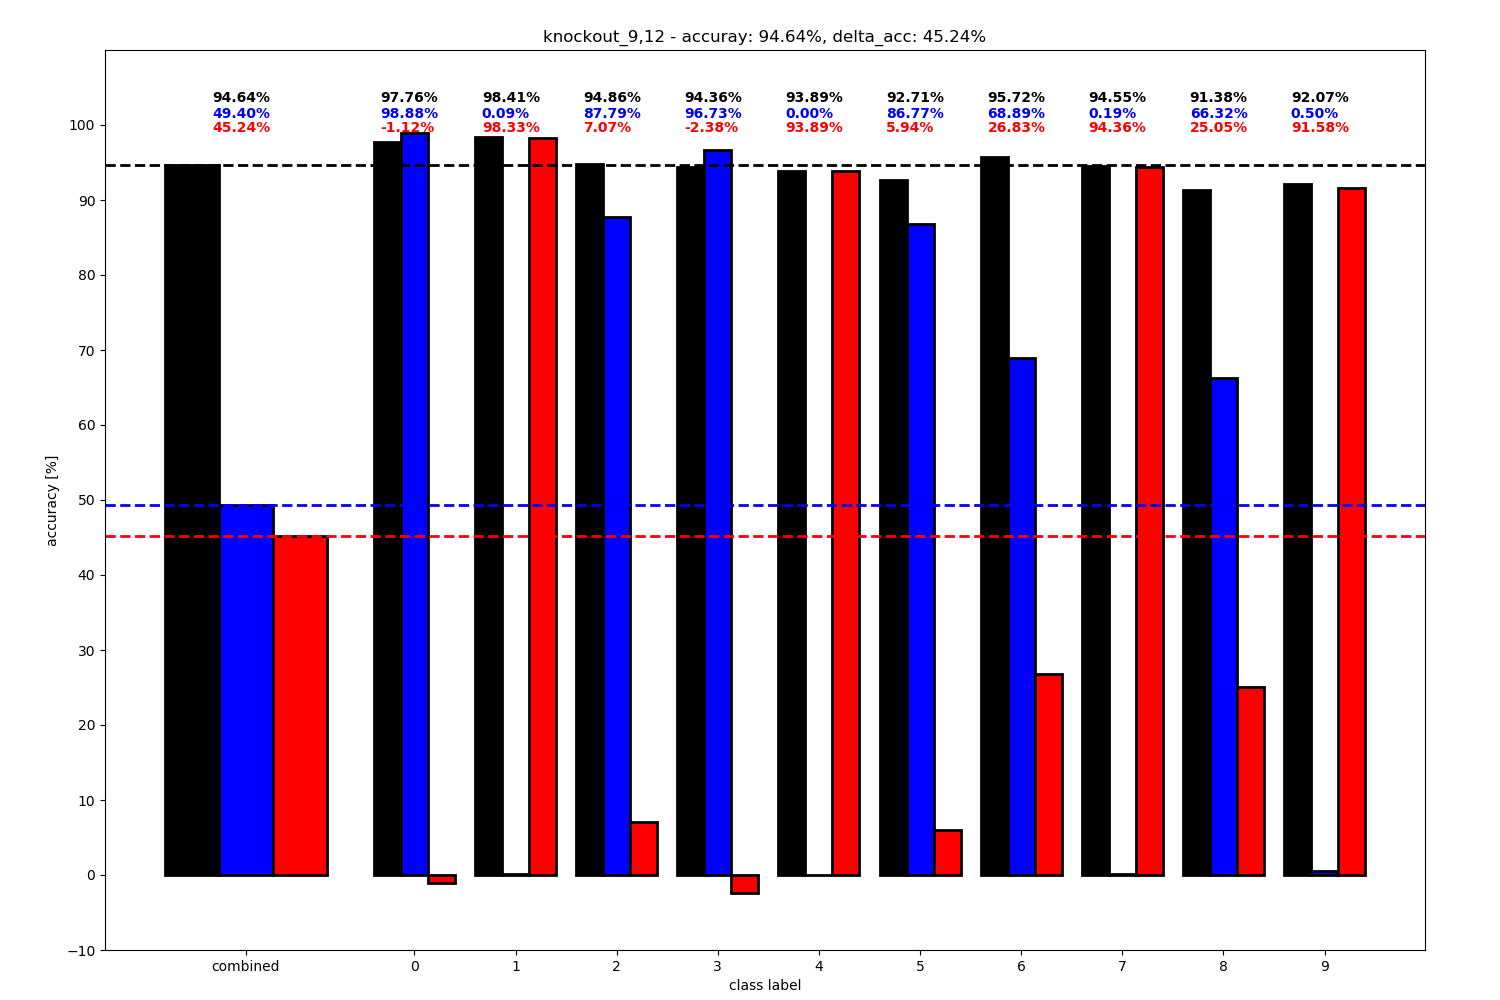 knockout_9,12 - accuray: 94.64%, delta_acc: 45.24%
94.64% 97.76% 98.41% 94.86% 94.36% 93.89% 92.71% 95.72% 94.55% 91.38% 92.07%
49.40% 98.88% 0.09% 87.79% 96.73% 0.00% 86.77% 68.89% 0.19% 66.32% 0.50%
45.24% -1.12% 98.33% 7.07% -2.38% 93.89% 5.94% 26.83% 94.36% 25.05% 91.58%
100
90
80
70
60
50
40
30
20
10
0
−10
accuracy [%]
combined 0 1 2 3 4 5 6 7 8 9
class label